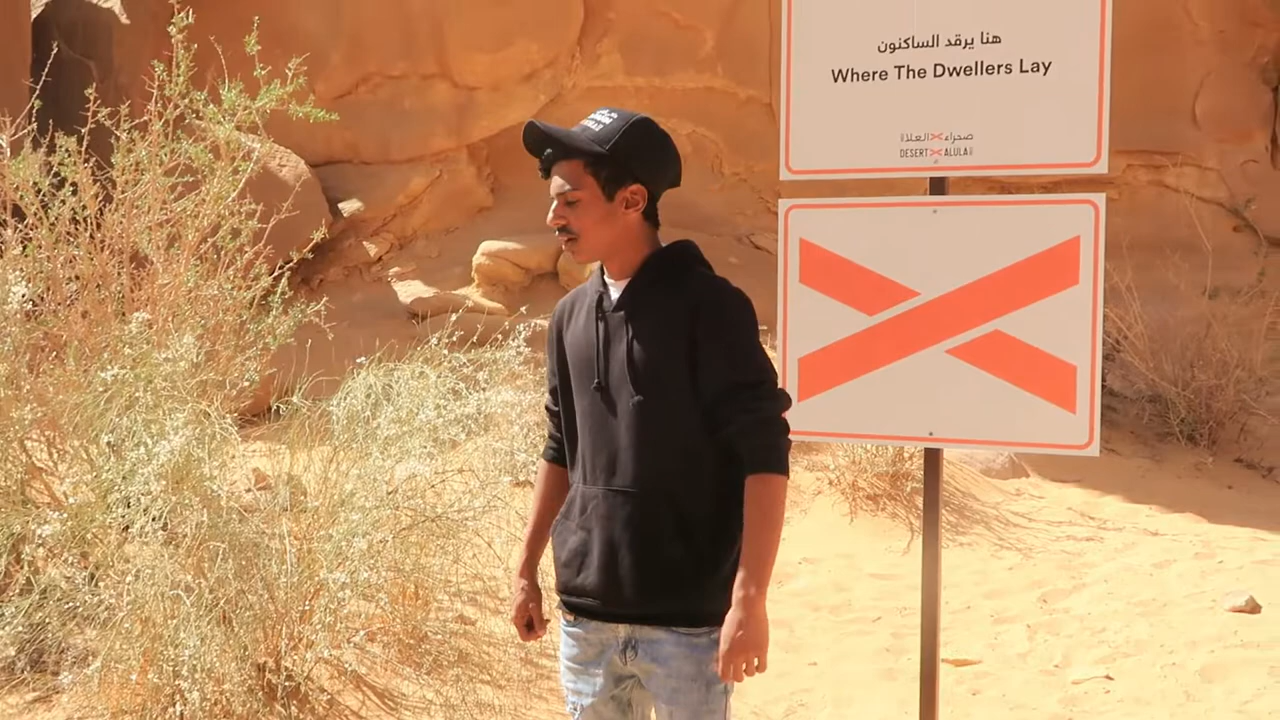 هنا يرقد الساكنون
Where The Dwellers Lay
صحراء X العلا
DESERT X ALULA